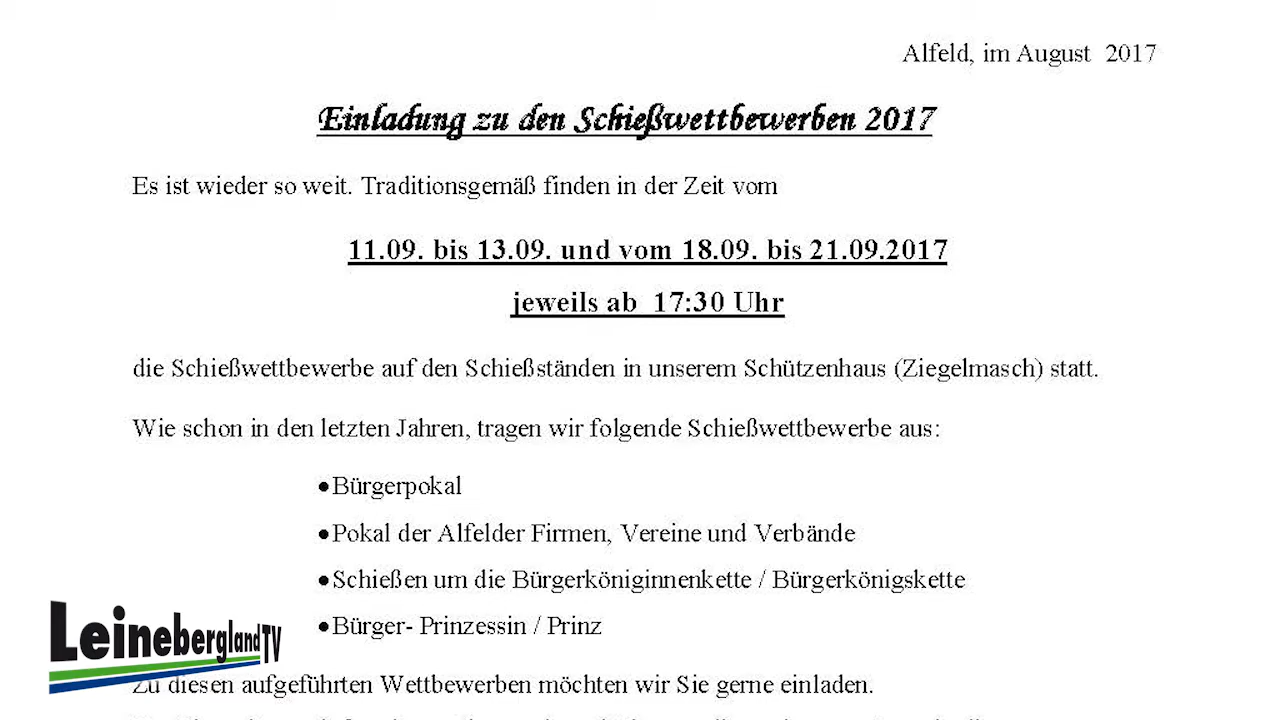 Alfeld, im August 2017
Einladung zu den Schießwettbewerben 2017
Es ist wieder so weit. Traditionsgemäß finden in der Zeit vom
11.09. bis 13.09. und vom 18.09. bis 21.09.2017
jeweils ab 17:30 Uhr
die Schießwettbewerbe auf den Schießständen in unserem Schützenhaus (Ziegelmasch) statt.
Wie schon in den letzten Jahren, tragen wir folgende Schießwettbewerbe aus:
•Bürgerpokal
•Pokal der Alfelder Firmen, Vereine und Verbände
•Schießen um die Bürgerköniginnenkette / Bürgerkönigskette
•Bürger- Prinzessin / Prinz
Leinebergland TV
Zu diesen aufgeführten Wettbewerben möchten wir Sie gerne einladen.